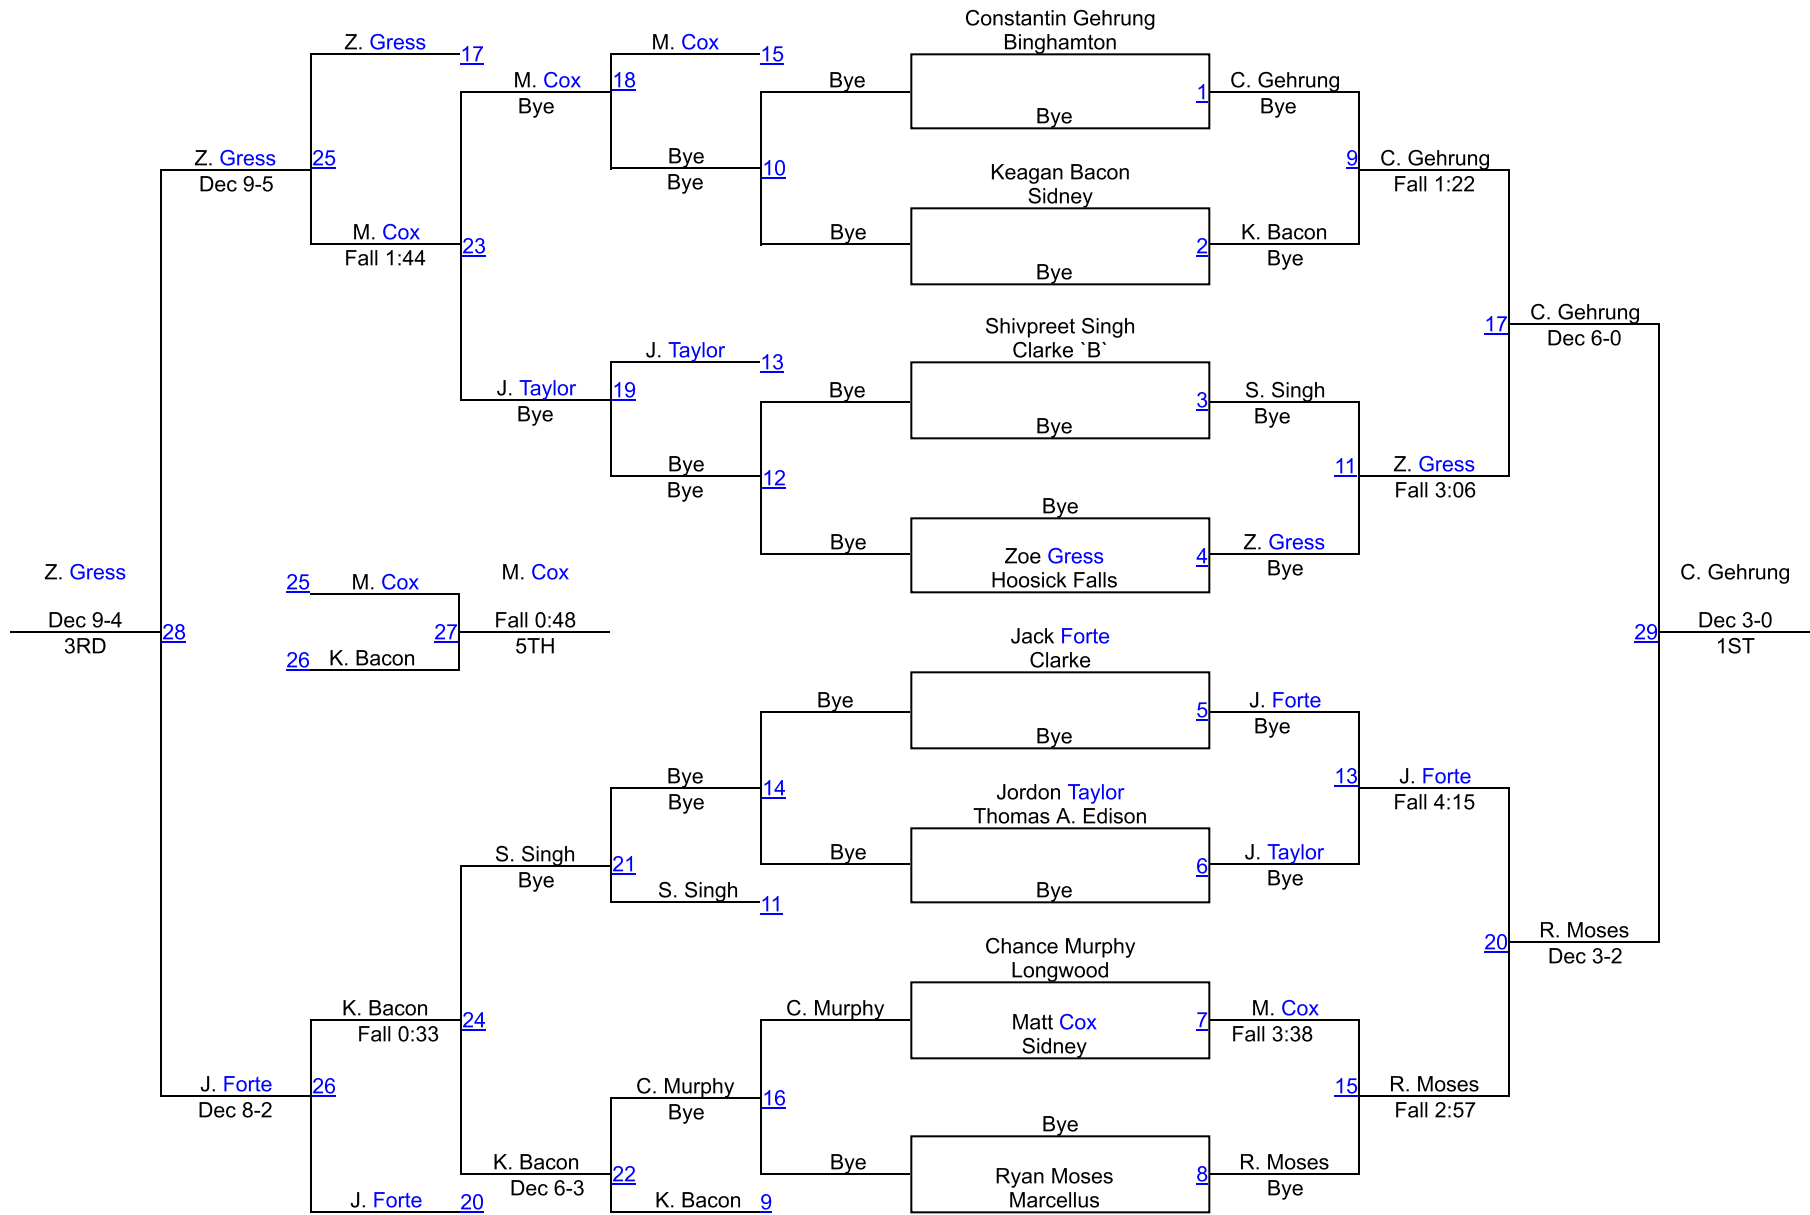 Constantin Gehrung
Z. Gress
M. Cox
Binghamton
17
15
M. Cox
18
Bye
1
C. Gehrung
Bye
Bye
Bye
Z. Gress
25
Bye
10
Keagan Bacon
9
C. Gehrung
Dec 9-5
Bye
Sidney
Fall 1:22
M. Cox
23
Bye
2
K. Bacon
Fall 1:44
Bye
Bye
Shivpreet Singh
17
C. Gehrung
J. Taylor
13
Clarke `B`
Dec 6-0
J. Taylor
19
Bye
3
S. Singh
Bye
Bye
Bye
Bye
12
11
Z. Gress
Bye
Fall 3:06
Bye
Bye
4
Z. Gress
Zoe Gress
Bye
Hoosick Falls
Z. Gress
25
M. Cox
M. Cox
C. Gehrung
Dec 9-4
28
27
Fall 0:48
29
Dec 3-0
3RD
5TH
1ST
26
K. Bacon
Jack Forte
Clarke
Bye
5
J. Forte
Bye
Bye
Bye
14
Jordon Taylor
13
J. Forte
Bye
Thomas A. Edison
Fall 4:15
S. Singh
21
Bye
6
J. Taylor
Bye
Bye
Bye
S. Singh
11
Chance Murphy
20
R. Moses
Longwood
Dec 3-2
K. Bacon
24
C. Murphy
Matt Cox
7
M. Cox
Fall 0:33
Sidney
Fall 3:38
J. Forte
26
C. Murphy
16
15
R. Moses
Dec 8-2
Bye
Fall 2:57
Bye
K. Bacon
22
Bye
Ryan Moses
8
R. Moses
Dec 6-3
Marcellus
Bye
J. Forte
20
K. Bacon
9